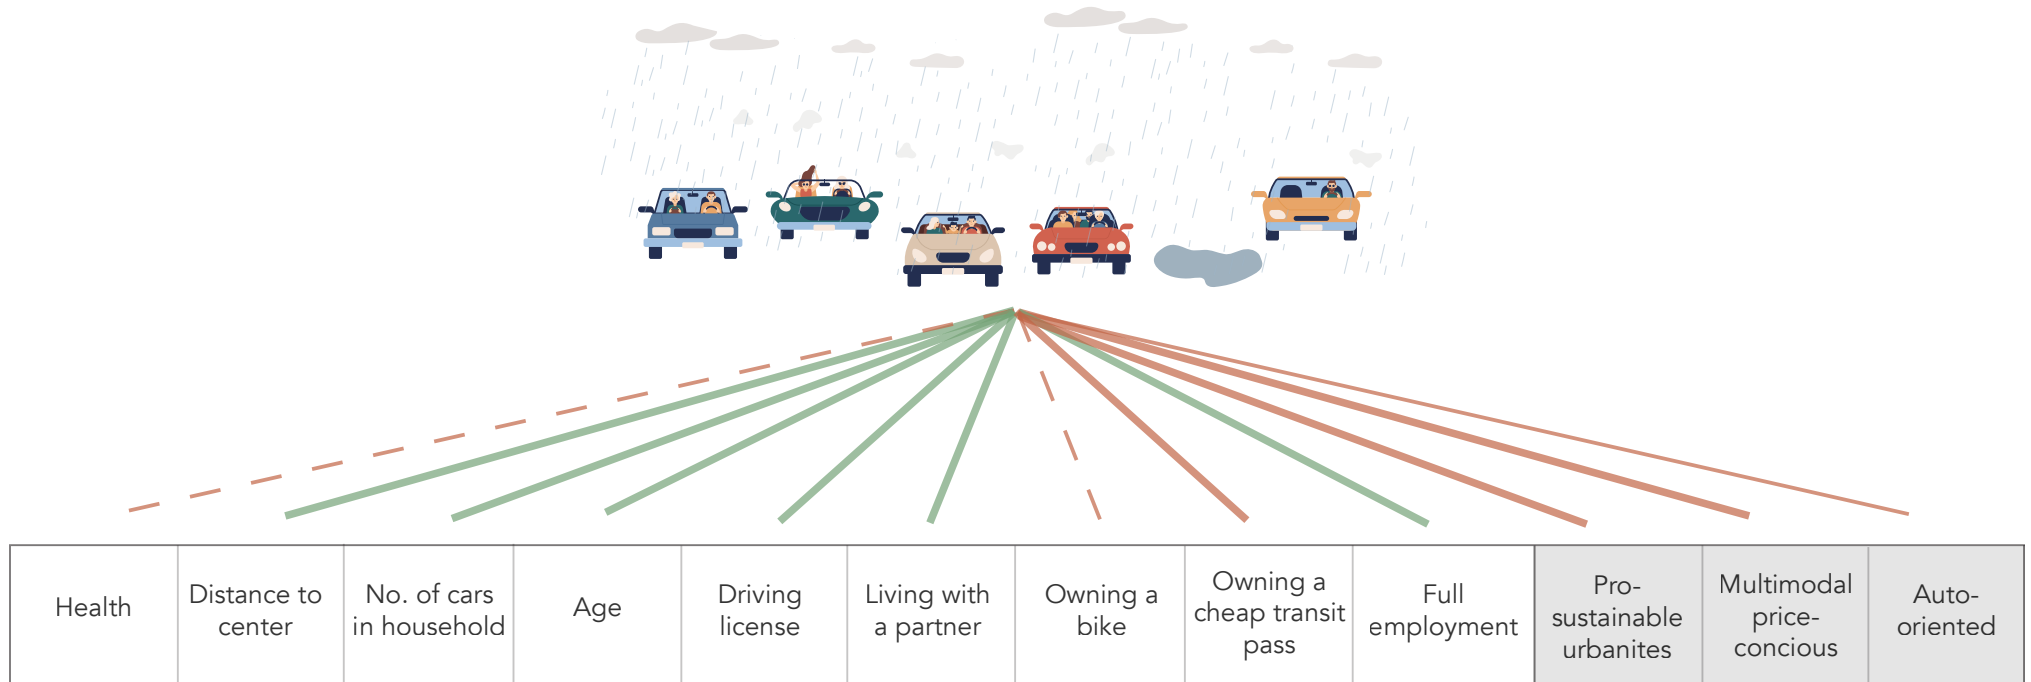 Health
Distance to
center
No. of cars
in household
Age
Driving
license
Living with
a partner
Owning a
bike
Owning a
cheap transit
pass
Full
employment
Pro-
sustainable
urbanites
Multimodal
price-
concious
Auto-
oriented